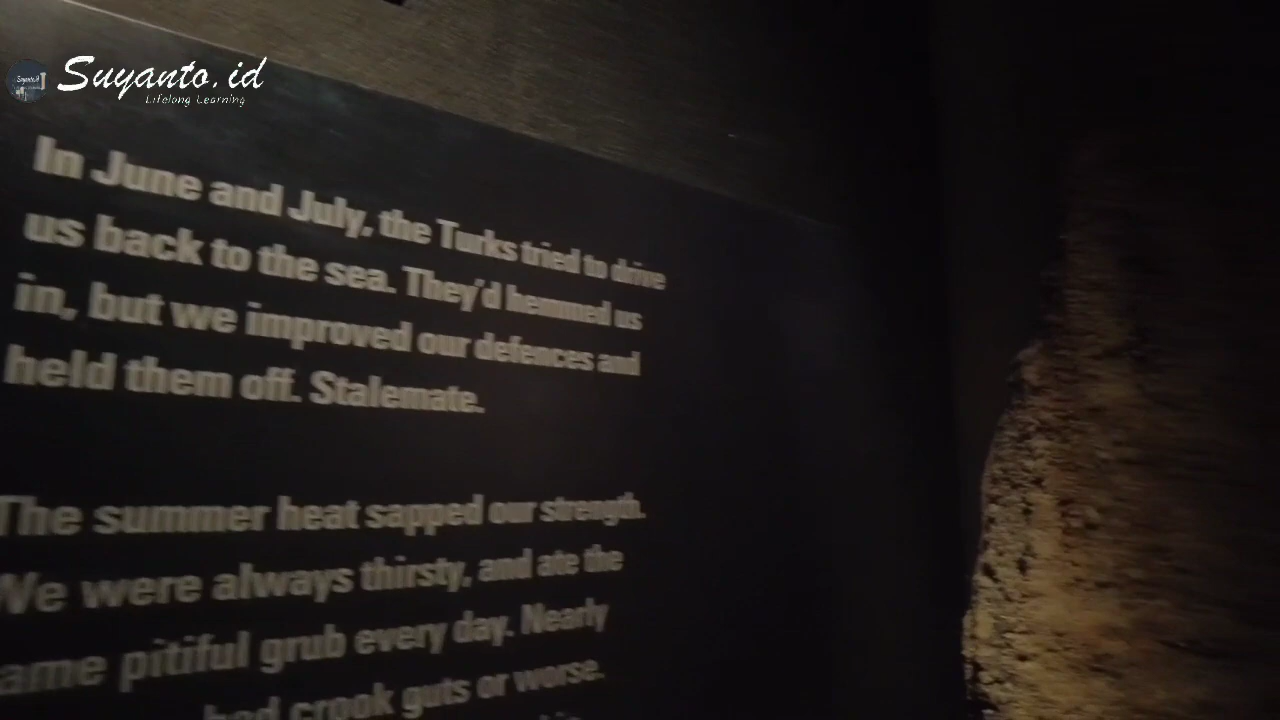 Suyanto.id
Lifelong Learning
In June and July, the Turks tried to drive
us back to the sea. They'd hemmed us
in, but we improved our defences and
held them off. Stalemate.
The summer heat sapped our strength.
We were always thirsty, and ate the
ame pitiful grub every day. Nearly
had crook guts or worse.